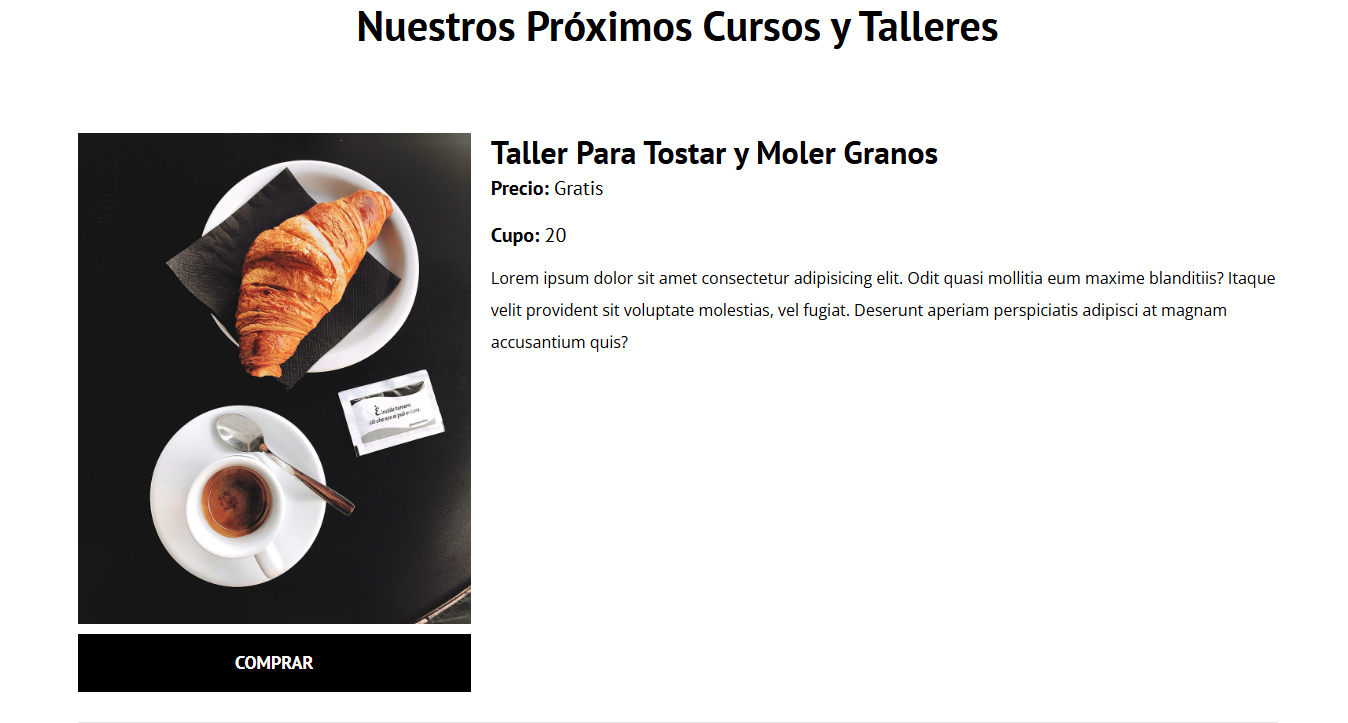 Nuestros Próximos Cursos y Talleres
Taller Para Tostar y Moler Granos
Precio: Gratis
Cupo: 20
Lorem ipsum dolor sit amet consectetur adipisicing elit. Odit quasi mollitia eum maxime blanditiis? Itaque
velit provident sit voluptate molestias, vel fugiat. Deserunt aperiam perspiciatis adipisci at magnam
accusantium quis?
COMPRAR